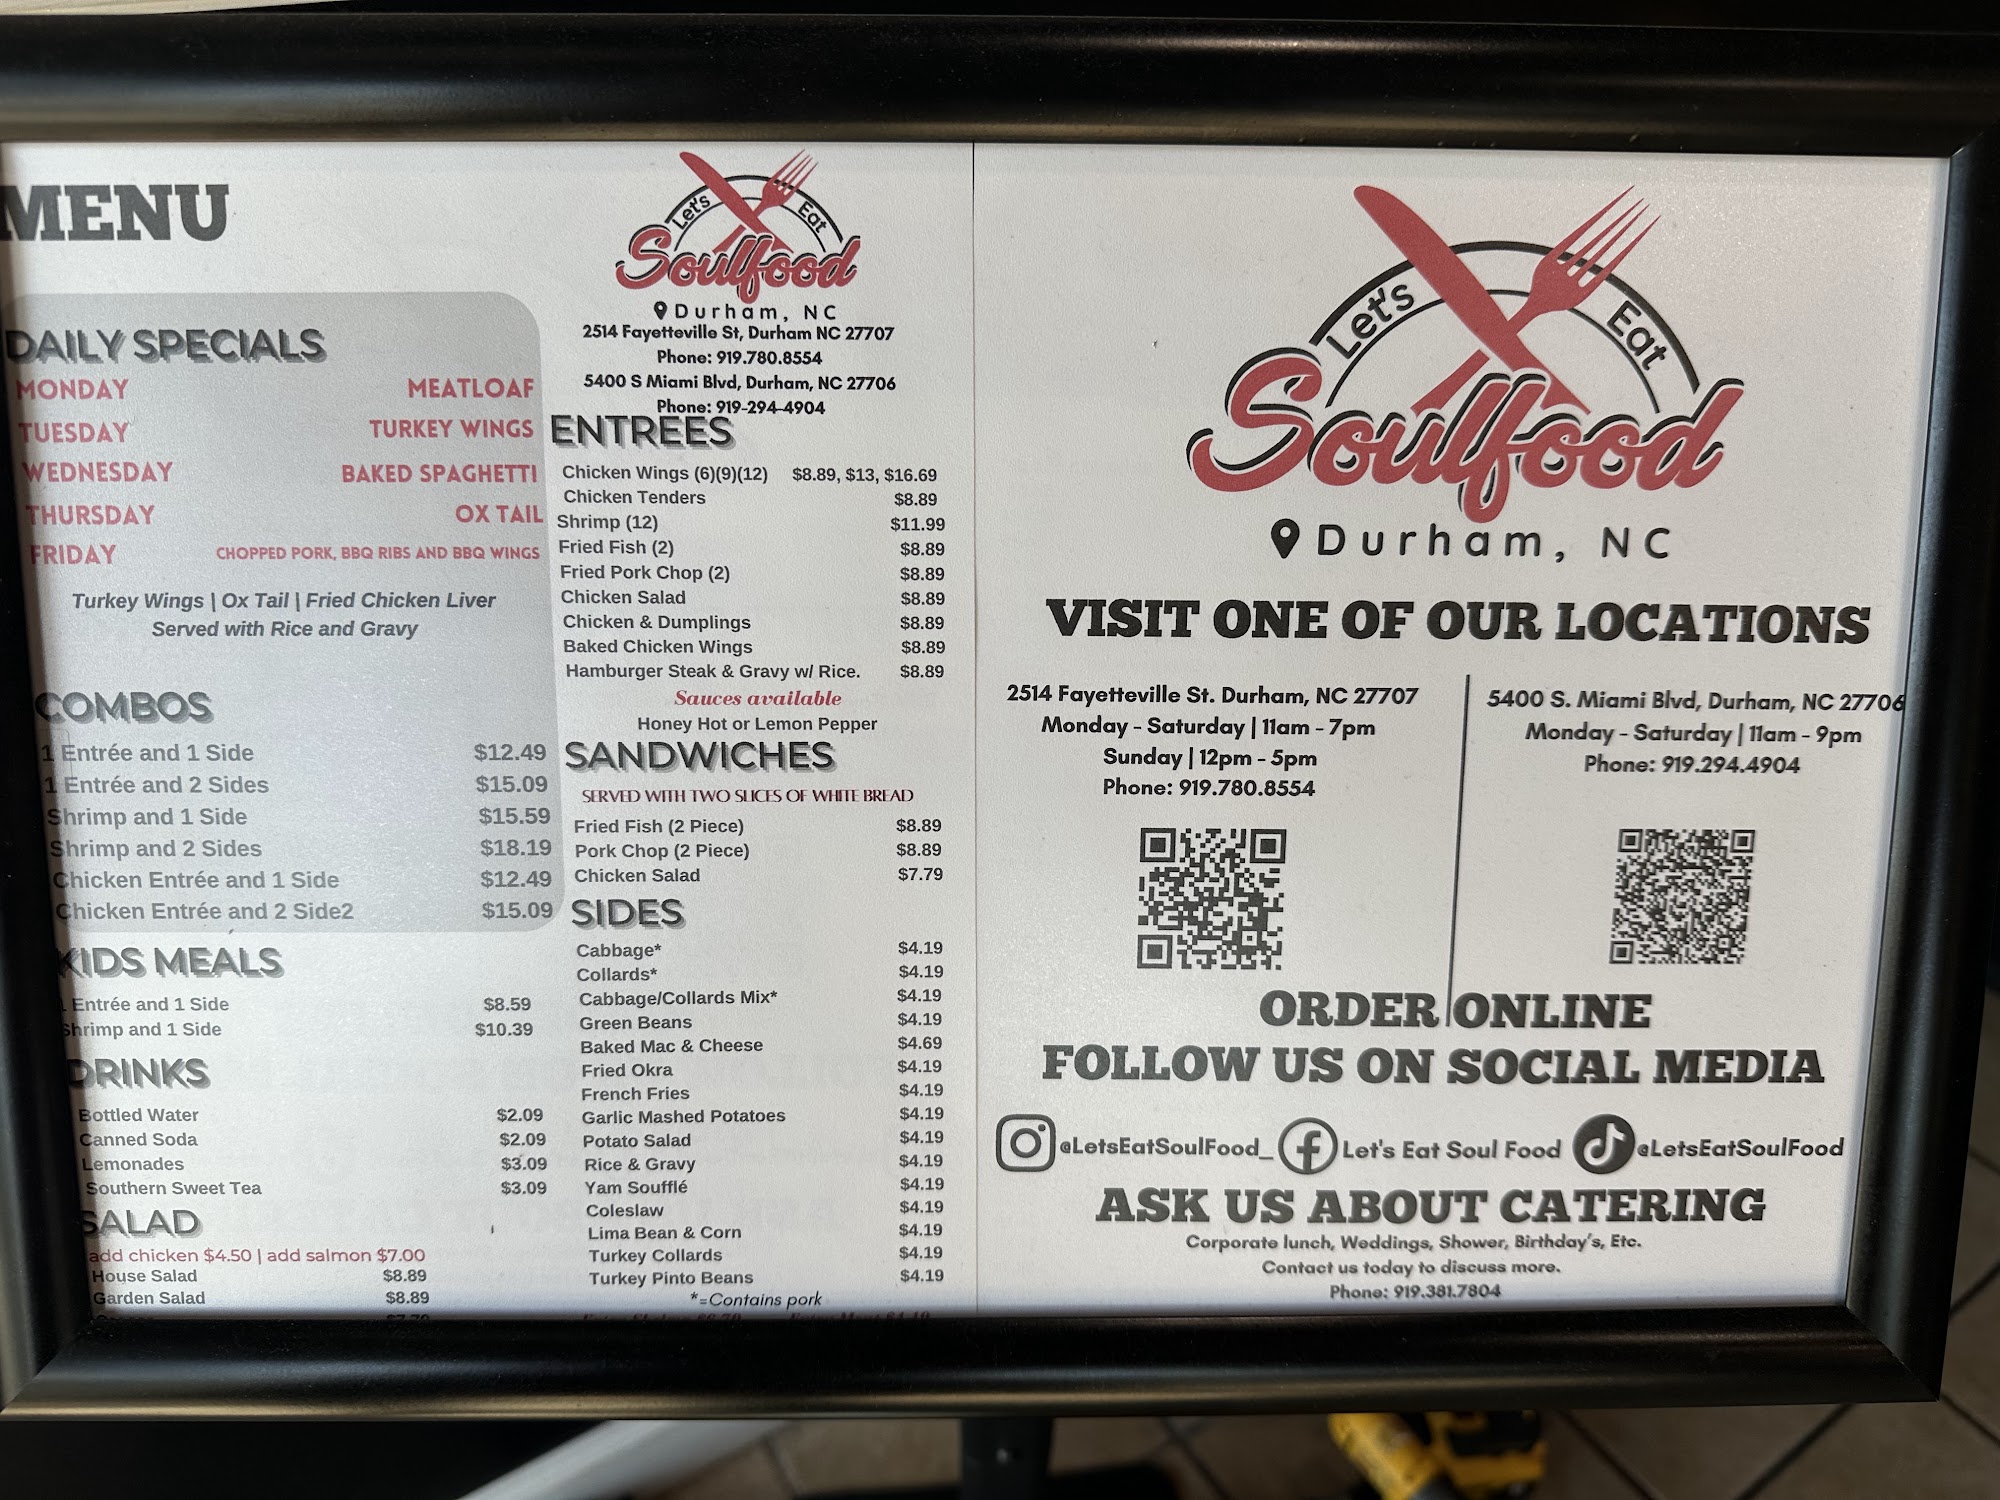 MENU
DAILY SPECIALS
MONDAY MEATLOAF
TUESDAY TURKEY WINGS
WEDNESDAY BAKED SPAGHETTI
THURSDAY OX TAIL
FRIDAY CHOPPED PORK, BBQ RIBS AND BBQ WINGS
Turkey Wings | Ox Tail | Fried Chicken Liver
Served with Rice and Gravy
COMBOS
1 Entrée and 1 Side $12.49
1 Entrée and 2 Sides $15.09
Shrimp and 1 Side $15.59
Shrimp and 2 Sides $18.19
Chicken Entrée and 1 Side $12.49
Chicken Entrée and 2 Side2 $15.09
KIDS MEALS
1 Entrée and 1 Side $8.59
Shrimp and 1 Side $10.39
DRINKS
Bottled Water $2.09
Canned Soda $2.09
Lemonades $3.09
Southern Sweet Tea $3.09
SALAD
add chicken $4.50 | add salmon $7.00
House Salad $8.89
Garden Salad $8.89
Let's Eat
Soulfood
Durham, NC
2514 Fayetteville St, Durham NC 27707
Phone: 919.780.8554
5400 S Miami Blvd, Durham, NC 27706
Phone: 919-294-4904
ENTREES
Chicken Wings (6)(9)(12) $8.89, $13, $16.69
Chicken Tenders $8.89
Shrimp (12) $11.99
Fried Fish (2) $8.89
Fried Pork Chop (2) $8.89
Chicken Salad $8.89
Chicken & Dumplings $8.89
Baked Chicken Wings $8.89
Hamburger Steak & Gravy w/ Rice. $8.89
Sauces available
Honey Hot or Lemon Pepper
SANDWICHES
SERVED WITH TWO SLICES OF WHITE BREAD
Fried Fish (2 Piece) $8.89
Pork Chop (2 Piece) $8.89
Chicken Salad $7.79
SIDES
Cabbage* $4.19
Collards* $4.19
Cabbage/Collards Mix* $4.19
Green Beans $4.19
Baked Mac & Cheese $4.69
Fried Okra $4.19
French Fries $4.19
Garlic Mashed Potatoes $4.19
Potato Salad $4.19
Rice & Gravy $4.19
Yam Soufflé $4.19
Coleslaw $4.19
Lima Bean & Corn $4.19
Turkey Collards $4.19
Turkey Pinto Beans $4.19
*=Contains pork
Let's Eat
Soulfood
Durham, NC
VISIT ONE OF OUR LOCATIONS
2514 Fayetteville St. Durham, NC 27707
Monday - Saturday | 11am - 7pm
Sunday | 12pm - 5pm
Phone: 919.780.8554
5400 S. Miami Blvd, Durham, NC 27706
Monday - Saturday | 11am - 9pm
Phone: 919.294.4904
ORDER ONLINE
FOLLOW US ON SOCIAL MEDIA
@LetsEatSoulFood_ Let's Eat Soul Food @LetsEatSoulFood
ASK US ABOUT CATERING
Corporate lunch, Weddings, Shower, Birthday's, Etc.
Contact us today to discuss more.
Phone: 919.381.7804